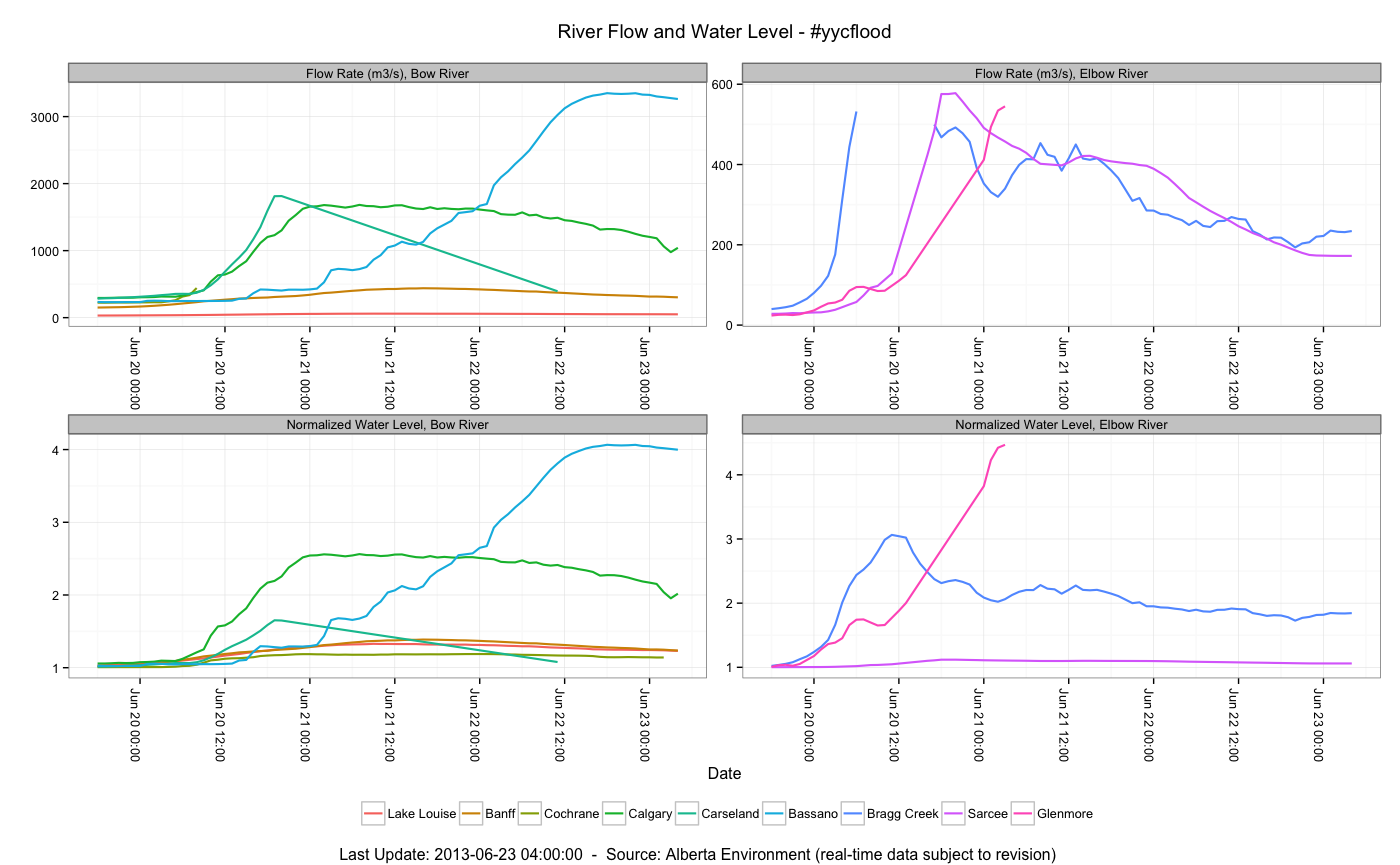 River Flow and Water Level - #yycflood
Flow Rate (m3/s), Bow River
Flow Rate (m3/s), Elbow River
3000
2000
1000
0
600
400
200
0
Jun 20 00:00
Jun 20 12:00
Jun 21 00:00
Jun 21 12:00
Jun 22 00:00
Jun 22 12:00
Jun 23 00:00
Jun 20 00:00
Jun 20 12:00
Jun 21 00:00
Jun 21 12:00
Jun 22 00:00
Jun 22 12:00
Jun 23 00:00
Normalized Water Level, Bow River
Normalized Water Level, Elbow River
4
3
2
1
4
3
2
1
Jun 20 00:00
Jun 20 12:00
Jun 21 00:00
Jun 21 12:00
Jun 22 00:00
Jun 22 12:00
Jun 23 00:00
Jun 20 00:00
Jun 20 12:00
Jun 21 00:00
Jun 21 12:00
Jun 22 00:00
Jun 22 12:00
Jun 23 00:00
Date
Lake Louise Banff Cochrane Calgary Carseland Bassano Bragg Creek Sarcee Glenmore
Last Update: 2013-06-23 04:00:00 - Source: Alberta Environment (real-time data subject to revision)